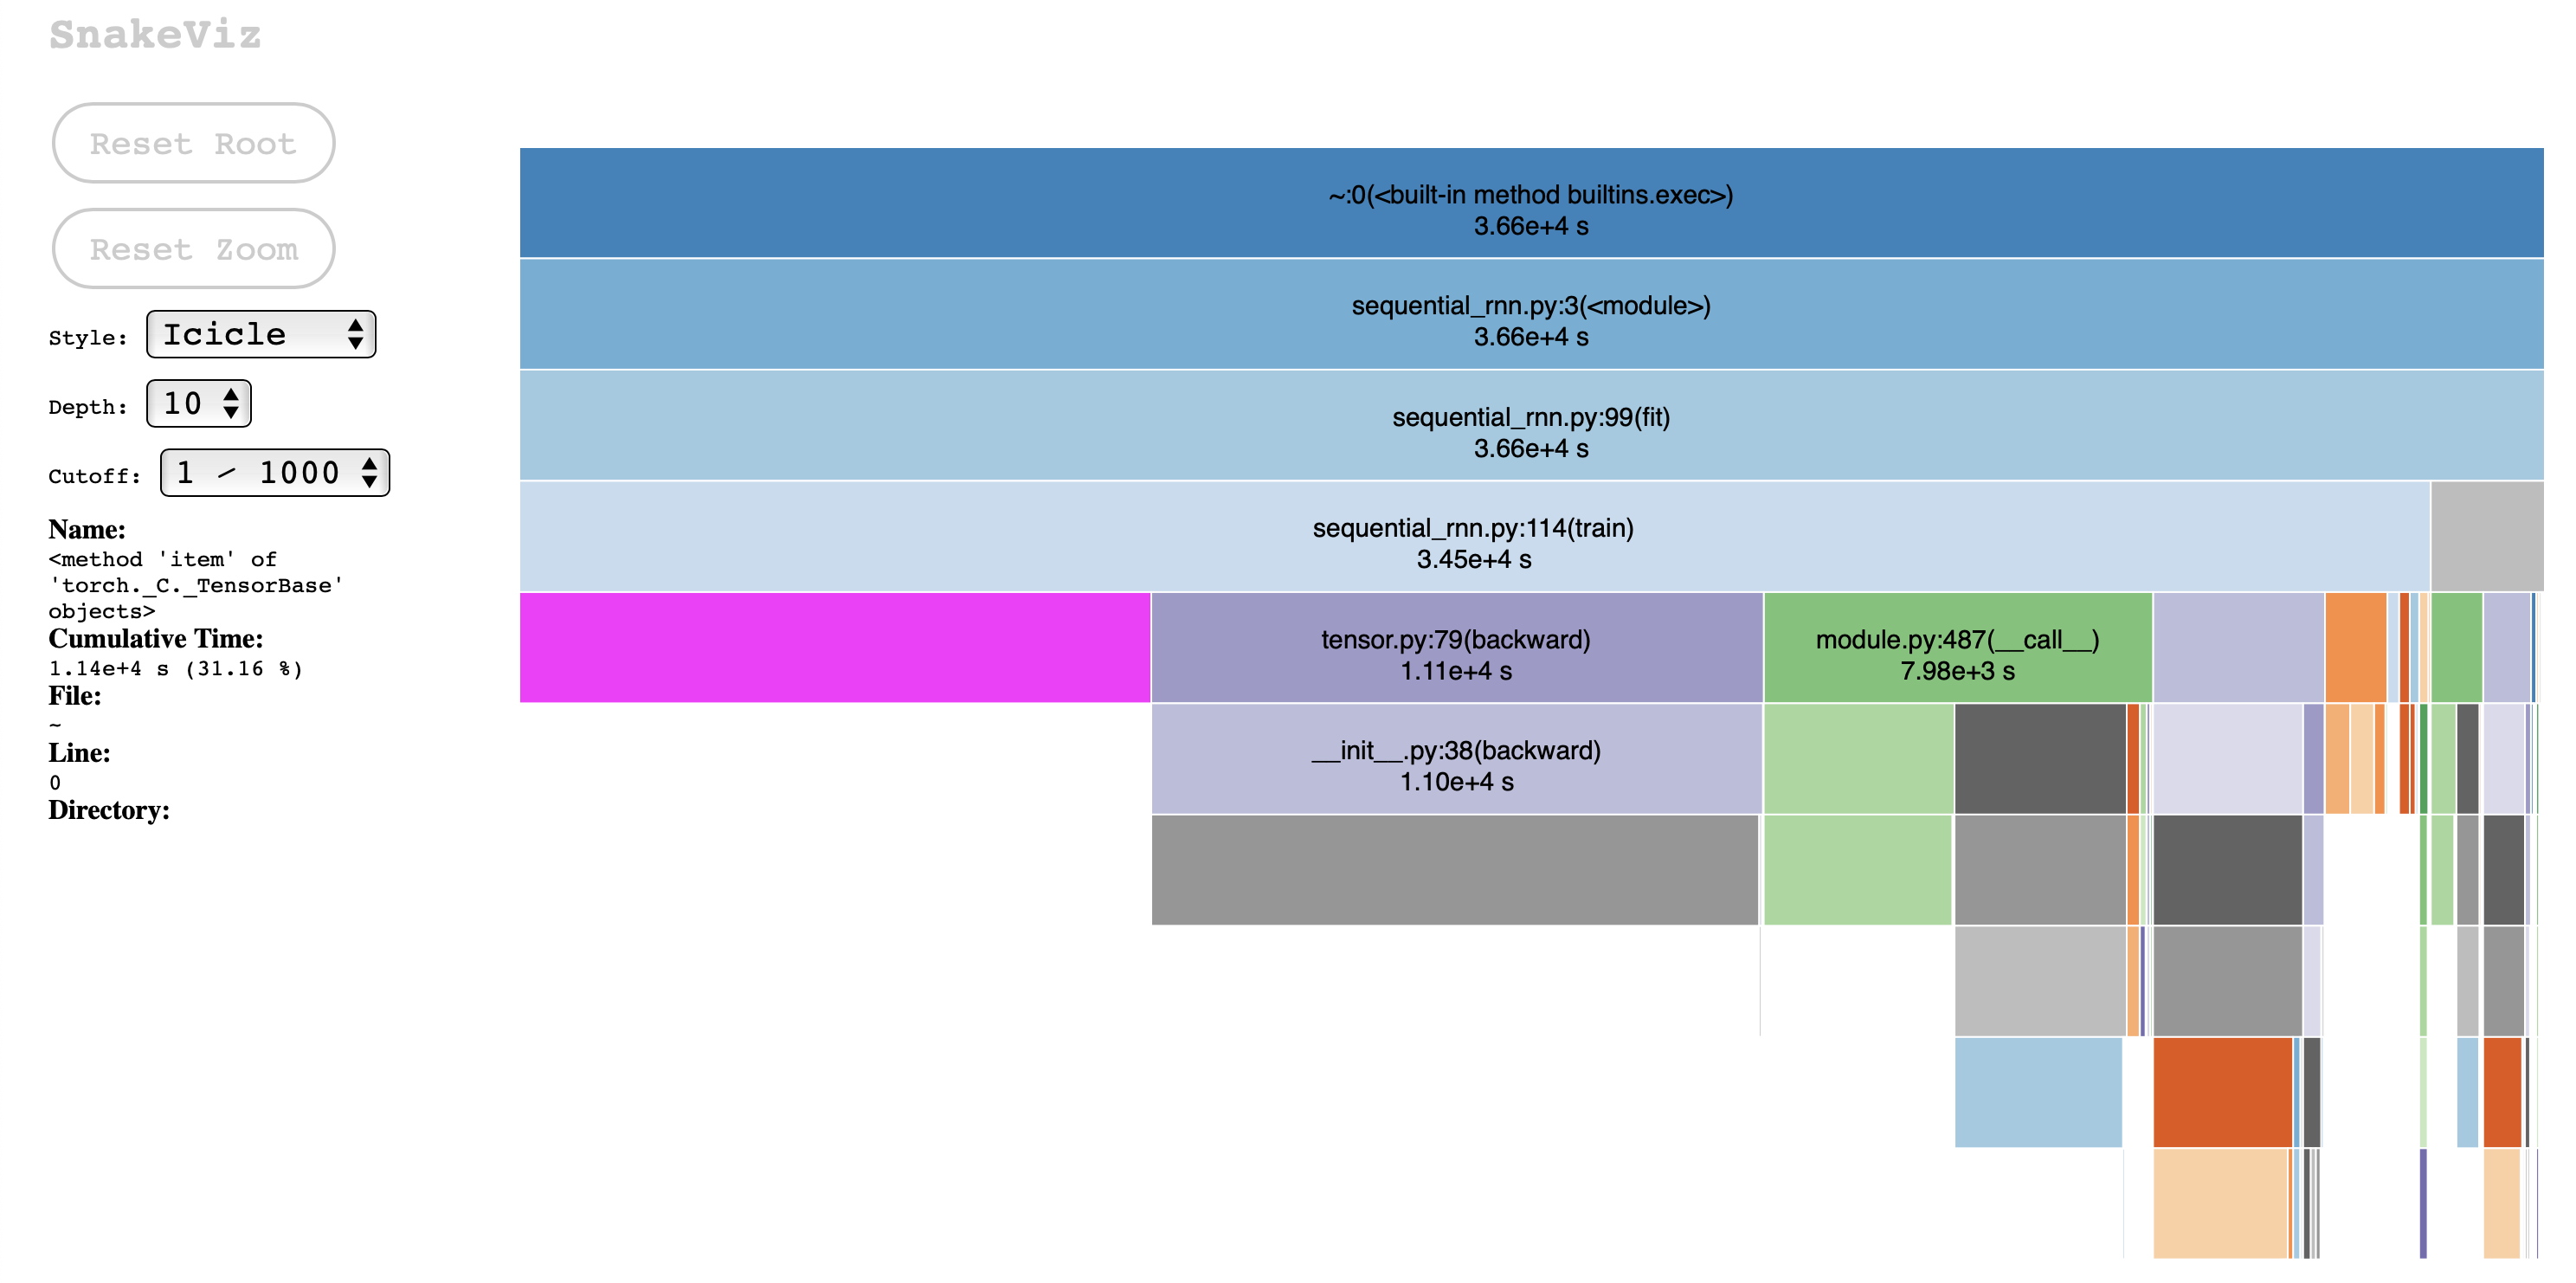 SnakeViz
Reset Root
Reset Zoom
Style: Icicle
Depth: 10
Cutoff: 1 / 1000
Name:
<method 'item' of
'torch._C._TensorBase'
objects>
Cumulative Time:
1.14e+4 s (31.16 %)
File:
~
Line:
0
Directory:
~:0(<built-in method builtins.exec>)
3.66e+4 s
sequential_rnn.py:3(<module>)
3.66e+4 s
sequential_rnn.py:99(fit)
3.66e+4 s
sequential_rnn.py:114(train)
3.45e+4 s
tensor.py:79(backward)
1.11e+4 s
module.py:487(__call__)
7.98e+3 s
__init__.py:38(backward)
1.10e+4 s